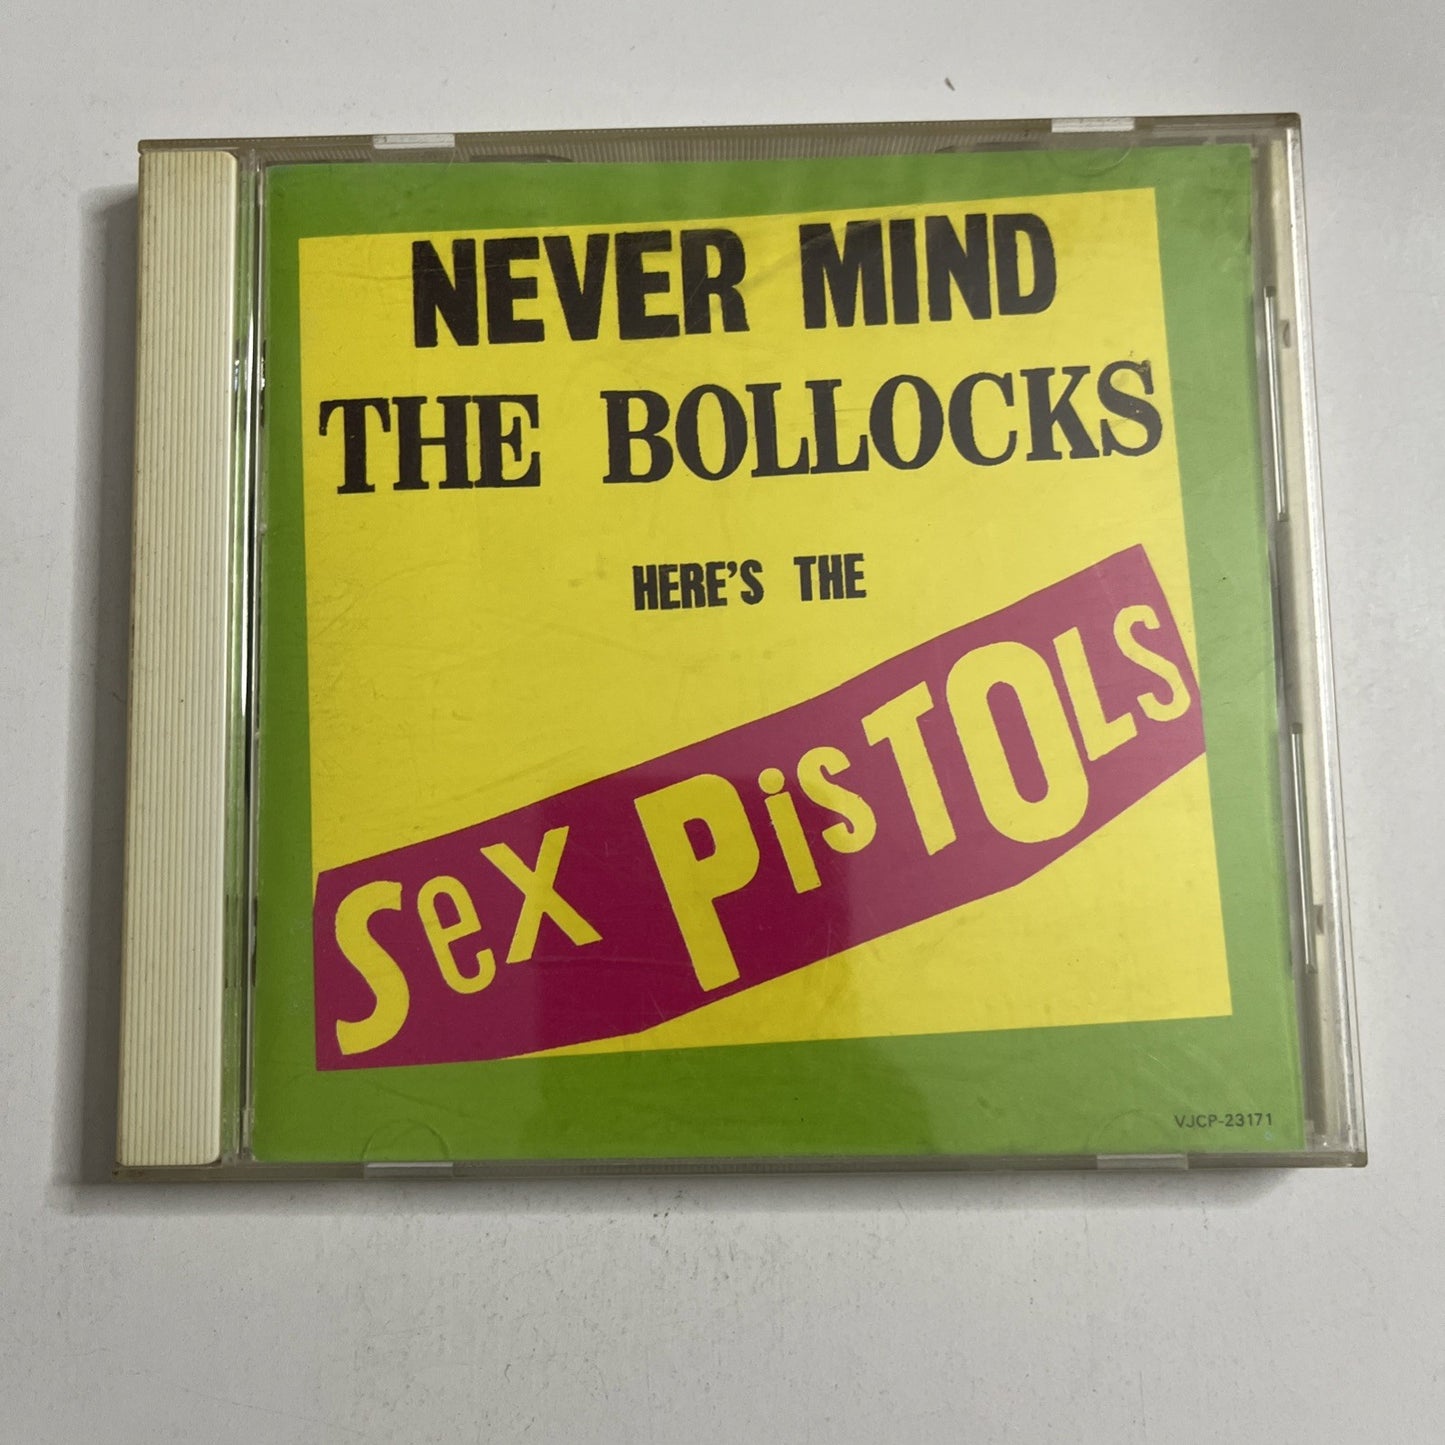 NEVER MIND
THE BOLLOCKS
HERE'S THE
Sex PisTOLS
VJCP-23171